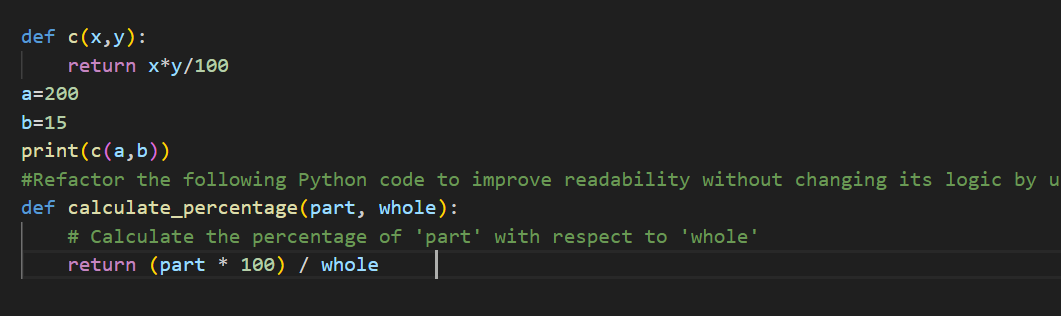 def c(x,y):
    return x*y/100
a=200
b=15
print(c(a,b))
#Refactor the following Python code to improve readability without changing its logic by u
def calculate_percentage(part, whole):
    # Calculate the percentage of 'part' with respect to 'whole'
    return (part * 100) / whole